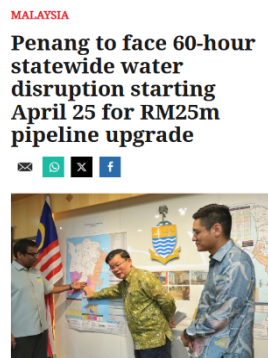 MALAYSIA
Penang to face 60-hour
statewide water
disruption starting
April 25 for RM25m
pipeline upgrade